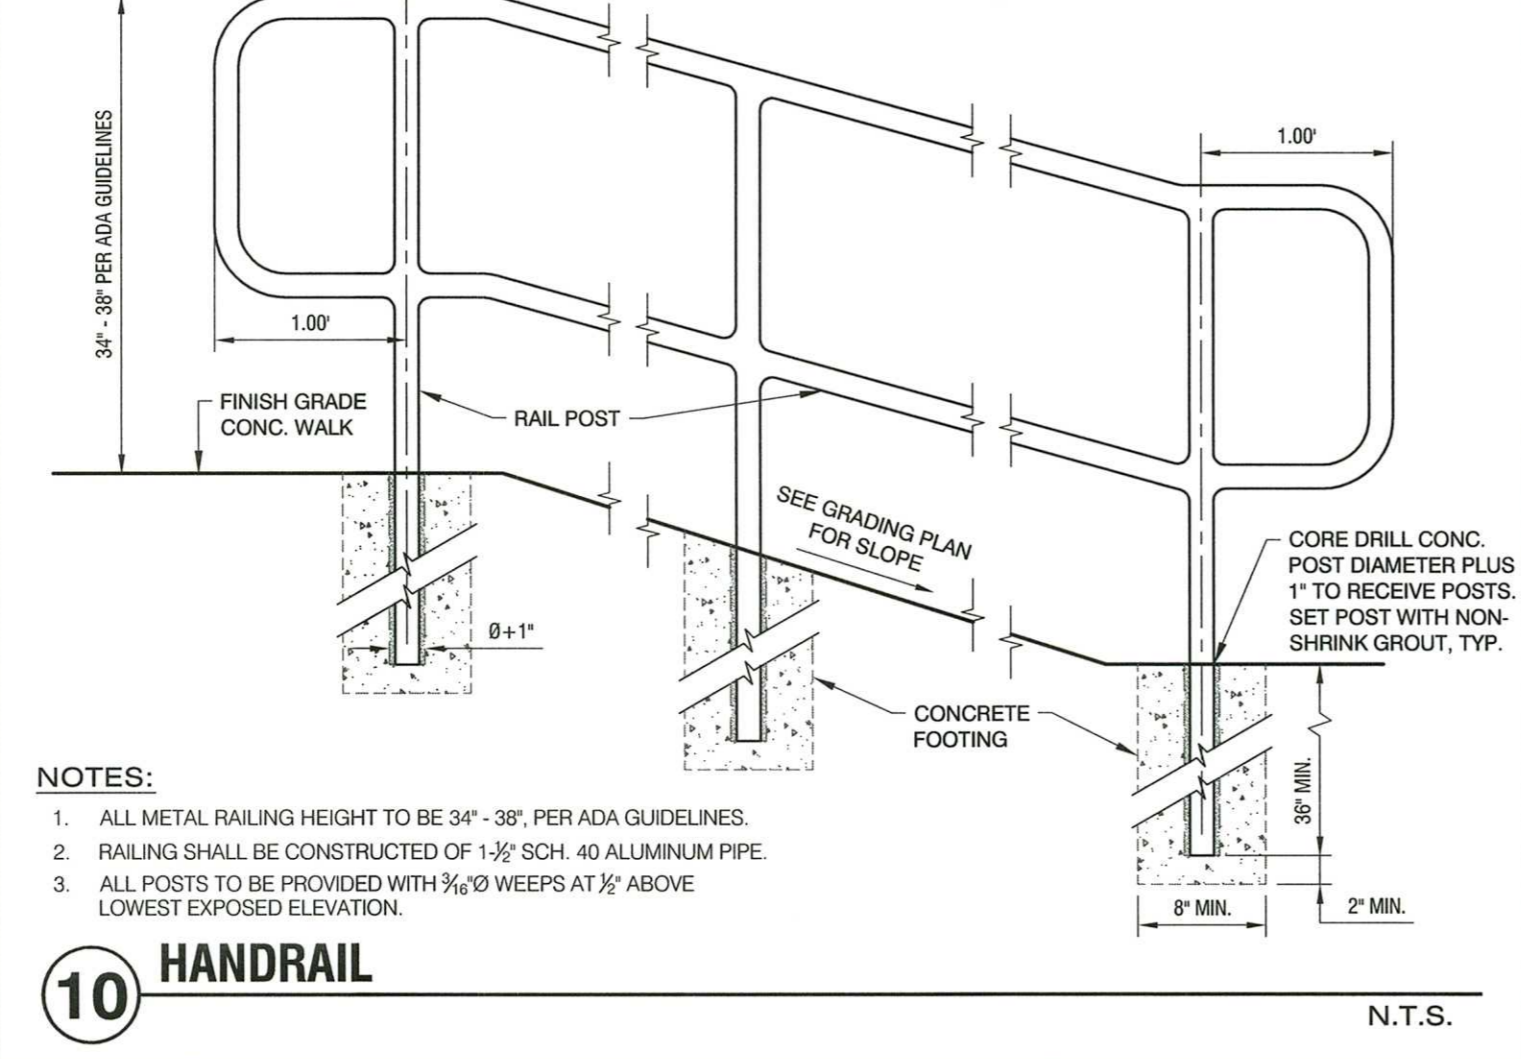 34" - 38" PER ADA GUIDELINES
1.00'
1.00'
FINISH GRADE
CONC. WALK
RAIL POST
SEE GRADING PLAN
FOR SLOPE
CORE DRILL CONC.
POST DIAMETER PLUS
1" TO RECEIVE POSTS.
SET POST WITH NON-
SHRINK GROUT, TYP.
Ø+1"
CONCRETE
FOOTING
36" MIN.
8" MIN.
2" MIN.
NOTES:
1. ALL METAL RAILING HEIGHT TO BE 34" - 38", PER ADA GUIDELINES.
2. RAILING SHALL BE CONSTRUCTED OF 1-½" SCH. 40 ALUMINUM PIPE.
3. ALL POSTS TO BE PROVIDED WITH 3/16"Ø WEEPS AT ½" ABOVE
LOWEST EXPOSED ELEVATION.
10 HANDRAIL
N.T.S.